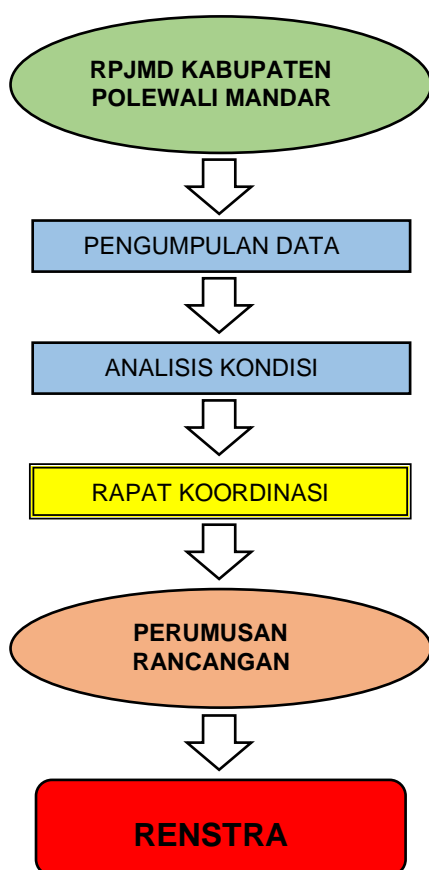 RPJMD KABUPATEN
POLEWALI MANDAR
PENGUMPULAN DATA
ANALISIS KONDISI
RAPAT KOORDINASI
PERUMUSAN
RANCANGAN
RENSTRA